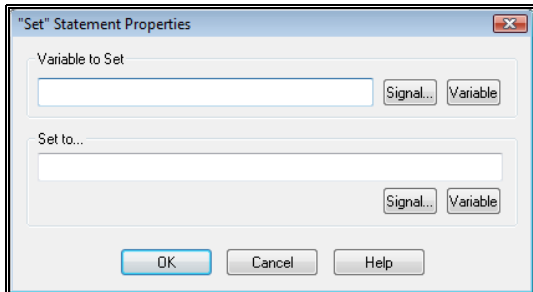 "Set" Statement Properties
Variable to Set
Signal... Variable
Set to...
Signal... Variable
OK Cancel Help